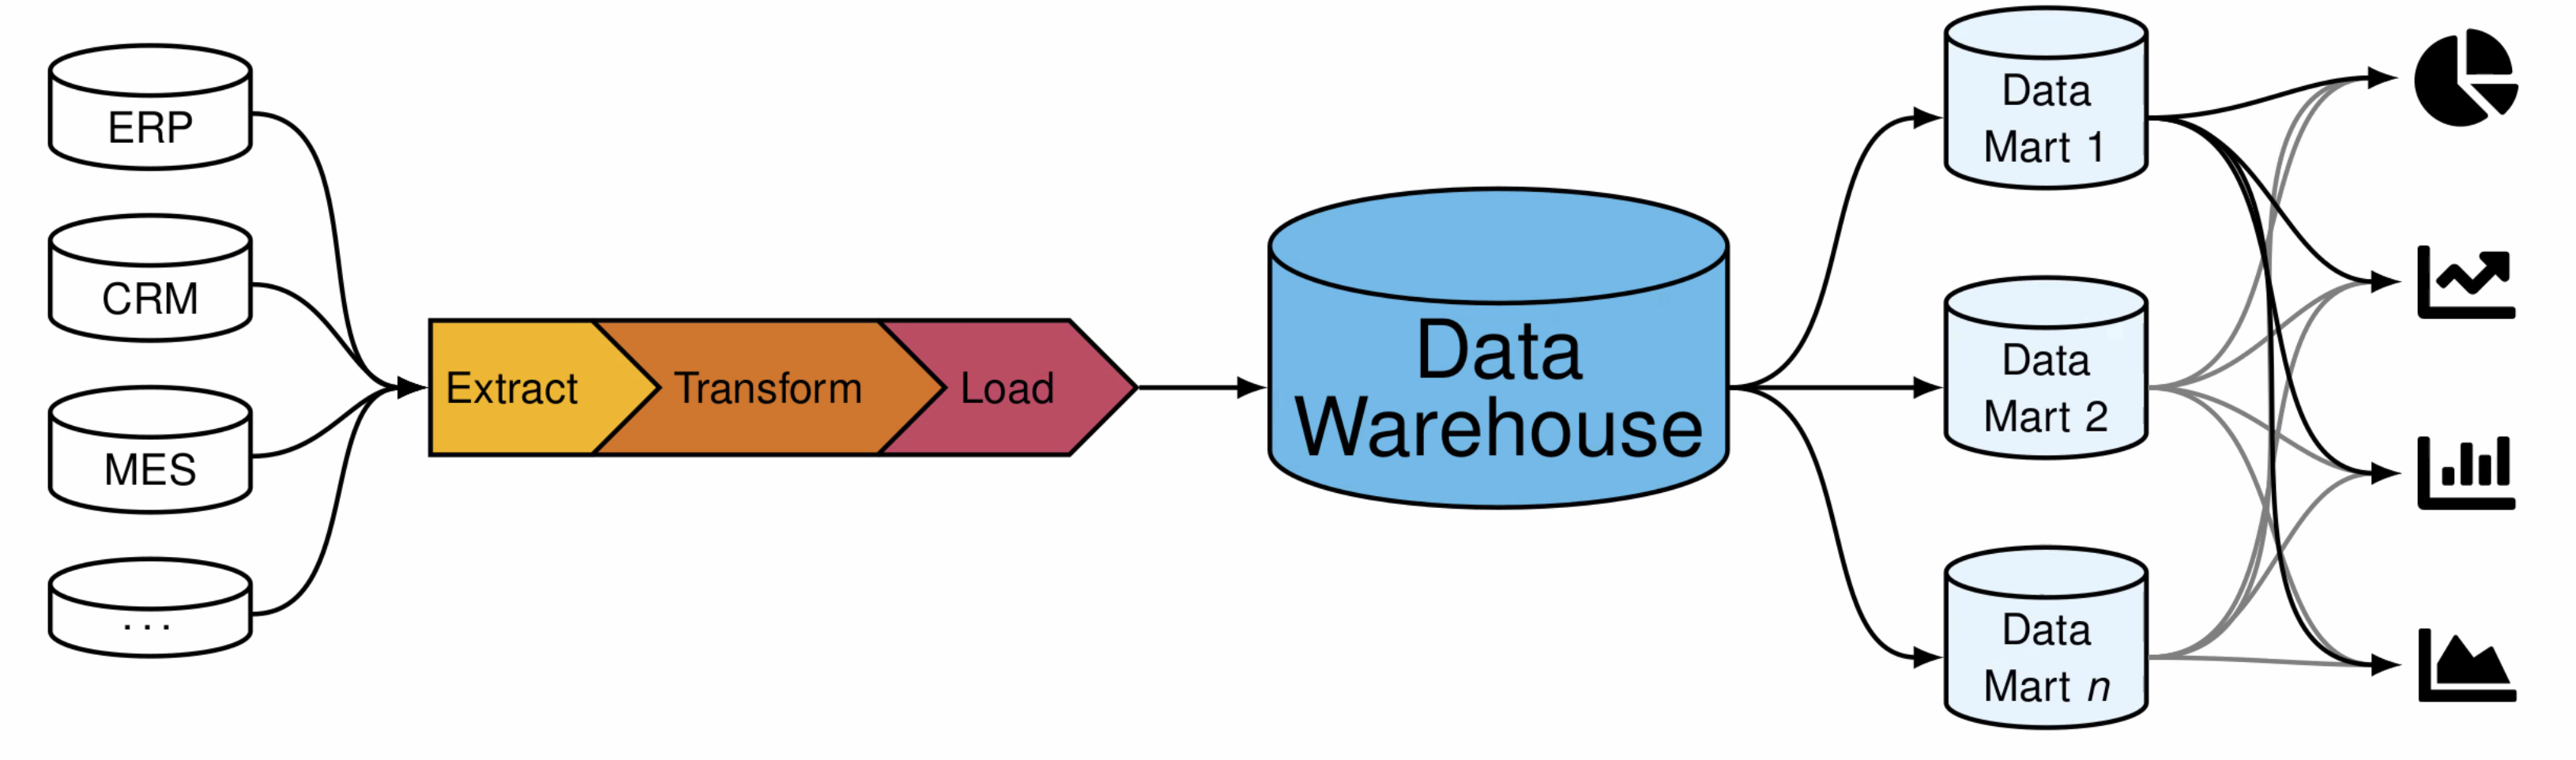 ERP
CRM
MES
...
Extract
Transform
Load
Data
Warehouse
Data
Mart 1
Data
Mart 2
Data
Mart n